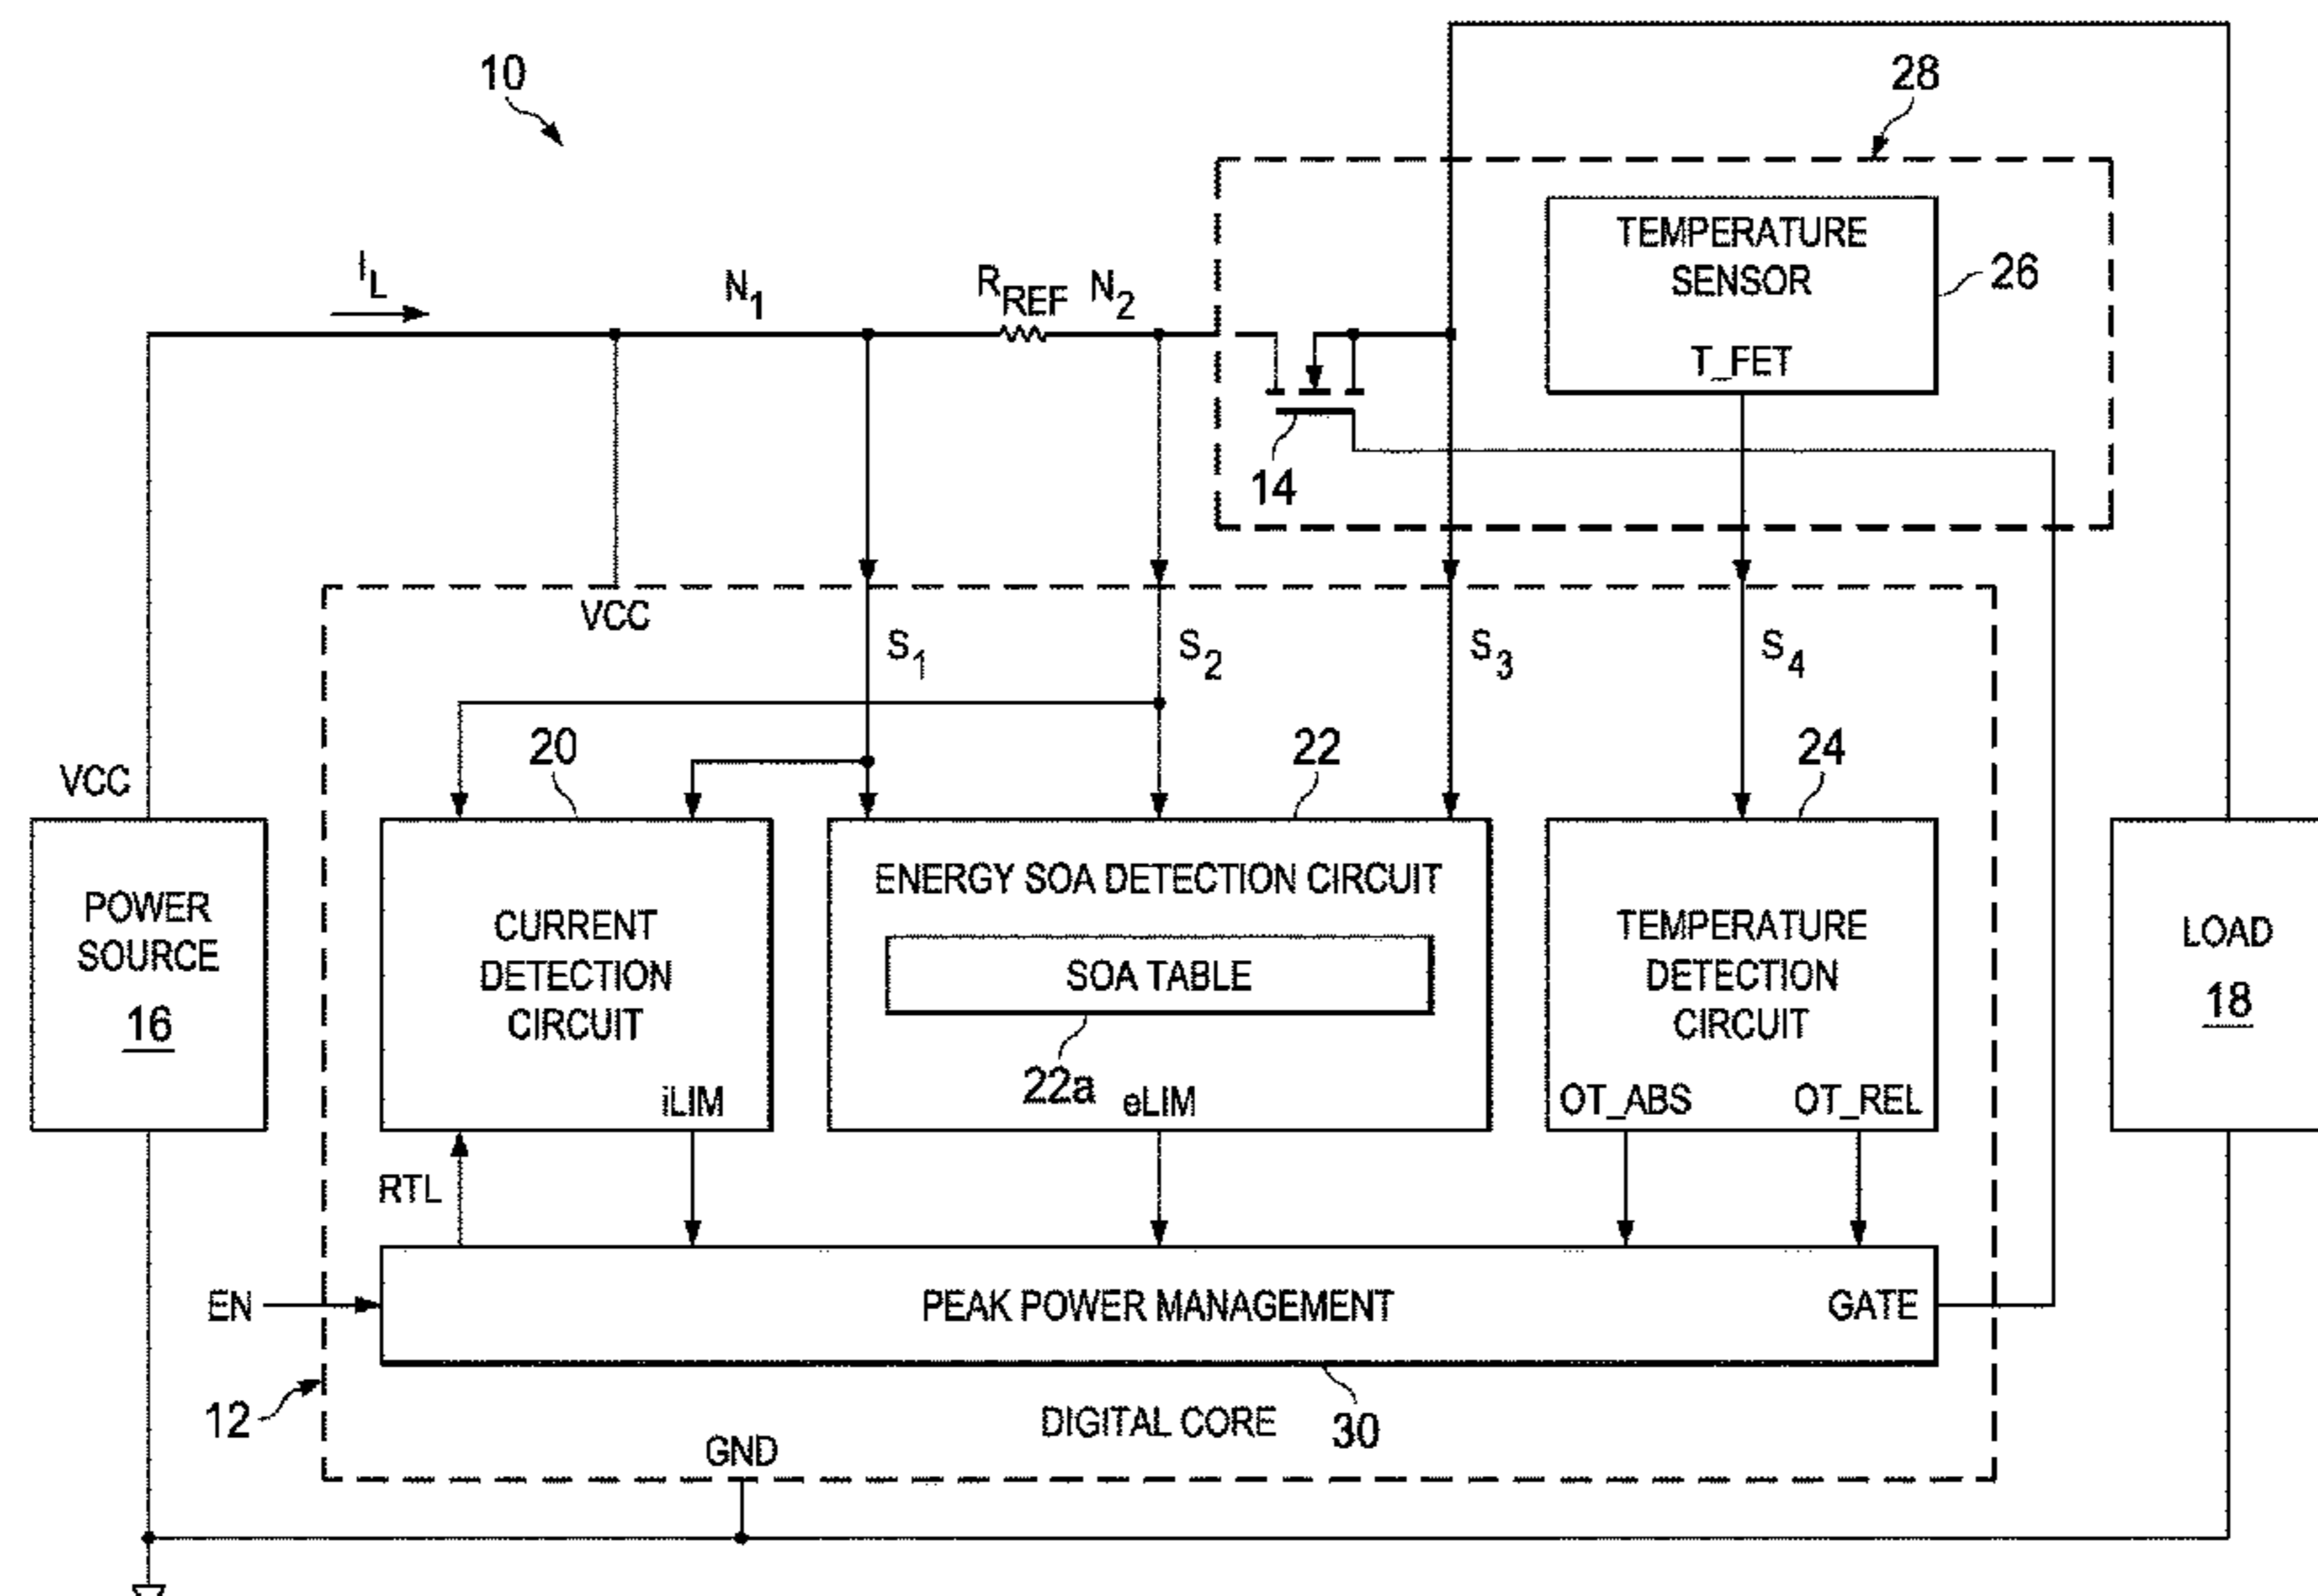 10
28
TEMPERATURE
SENSOR
T_FET
26
I_L
N_1
R_REF
N_2
14
VCC
S_1
S_2
S_3
S_4
20
22
24
VCC
POWER
SOURCE
16
CURRENT
DETECTION
CIRCUIT
iLIM
ENERGY SOA DETECTION CIRCUIT
SOA TABLE
22a
eLIM
TEMPERATURE
DETECTION
CIRCUIT
OT_ABS
OT_REL
LOAD
18
RTL
EN
PEAK POWER MANAGEMENT
GATE
12
DIGITAL CORE
30
GND